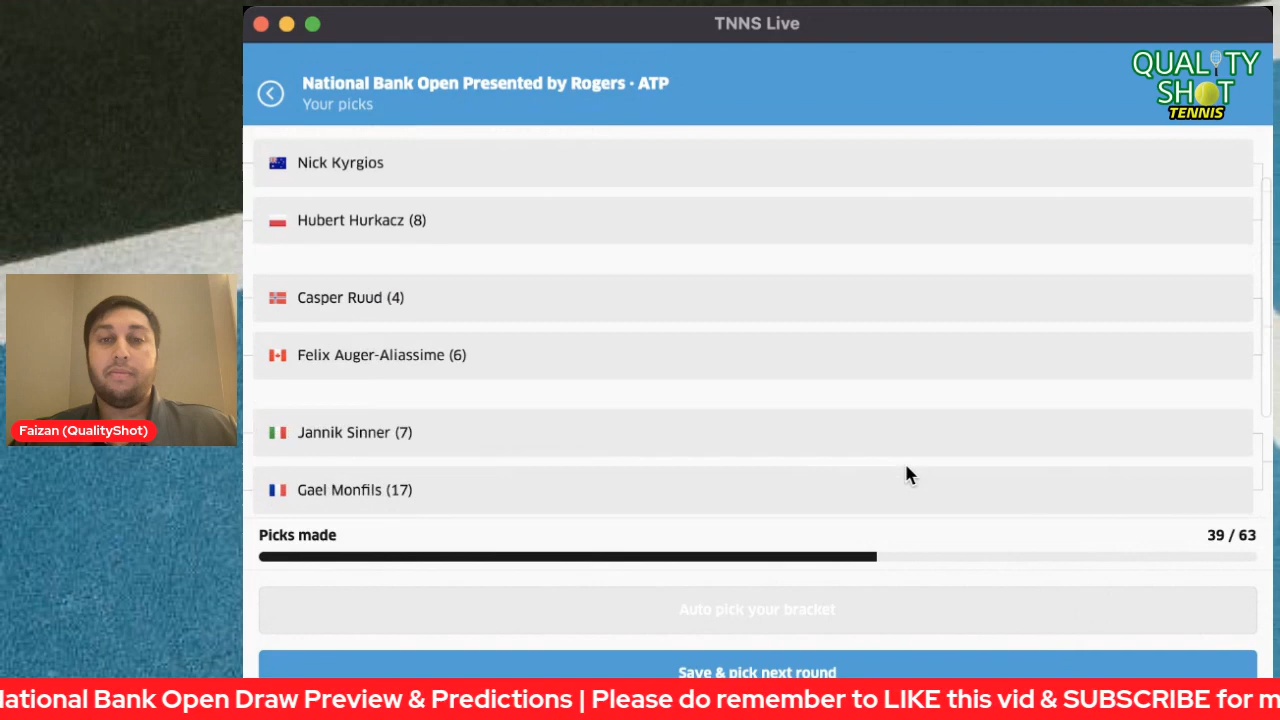 TNNS Live
National Bank Open Presented by Rogers · ATP
Your picks
QUALITY
SHOT
TENNIS
Nick Kyrgios
Hubert Hurkacz (8)
Casper Ruud (4)
Felix Auger-Aliassime (6)
Jannik Sinner (7)
Gael Monfils (17)
Faizan (QualityShot)
Picks made
39 / 63
Auto pick your bracket
Save & pick next round
National Bank Open Draw Preview & Predictions | Please do remember to LIKE this vid & SUBSCRIBE for m